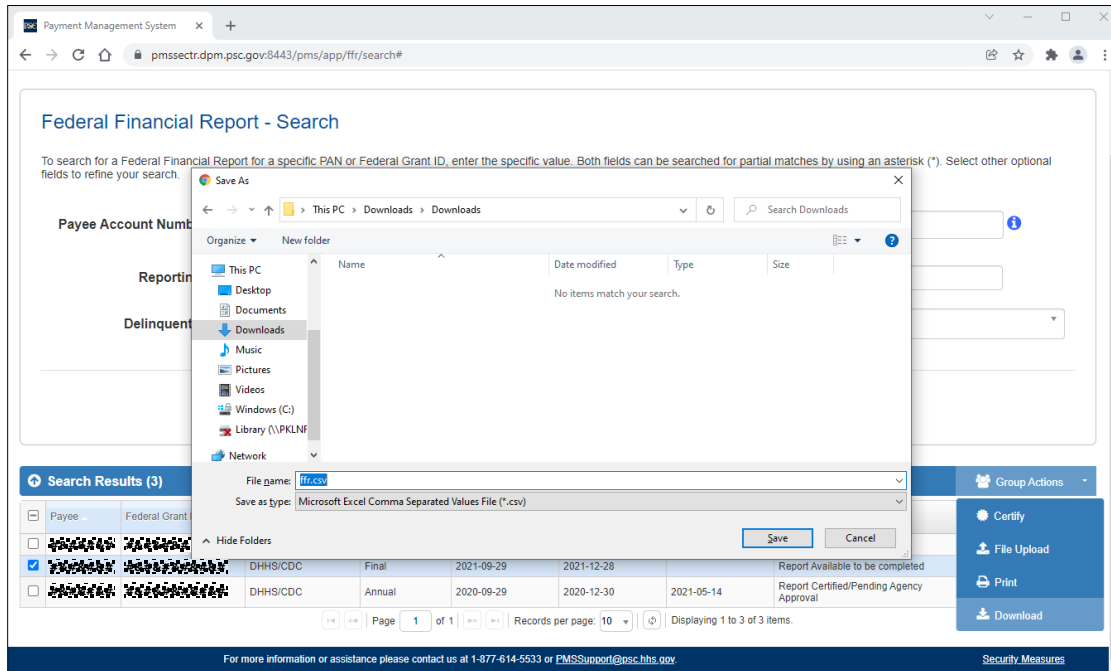 Payment Management System
pmssectr.dpm.psc.gov:8443/pms/app/ffr/search#
Federal Financial Report - Search
To search for a Federal Financial Report for a specific PAN or Federal Grant ID, enter the specific value. Both fields can be searched for partial matches by using an asterisk (*). Select other optional
fields to refine your search.
Save As
This PC > Downloads > Downloads
Search Downloads
Payee Account Numb
Organize
New folder
Name
Date modified
Type
Size
No items match your search.
This PC
Desktop
Documents
Downloads
Music
Pictures
Videos
Windows (C:)
Library (\\PKLNF
Network
Reportin
Delinquent
File name: ffr.csv
Save as type: Microsoft Excel Comma Separated Values File (*.csv)
Hide Folders
Save
Cancel
Search Results (3)
Group Actions
Payee
Federal Grant
Certify
File Upload
Print
Download
DHHS/CDC Final 2021-09-29 2021-12-28 Report Available to be completed
DHHS/CDC Annual 2020-09-29 2020-12-30 2021-05-14 Report Certified/Pending Agency
Approval
Page 1 of 1 Records per page: 10 Displaying 1 to 3 of 3 items.
For more information or assistance please contact us at 1-877-614-5533 or PMSSupport@psc.hhs.gov.
Security Measures